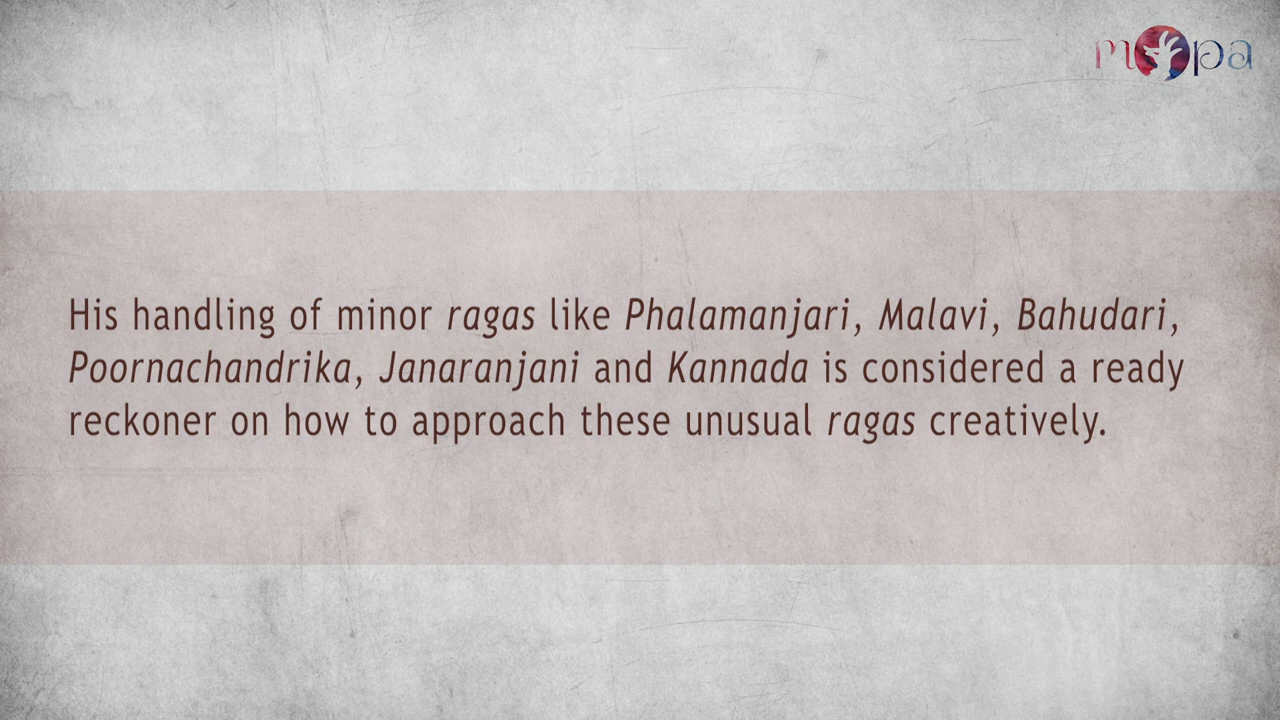 mopa
His handling of minor ragas like Phalamanjari, Malavi, Bahudari,
Poornachandrika, Janaranjani and Kannada is considered a ready
reckoner on how to approach these unusual ragas creatively.